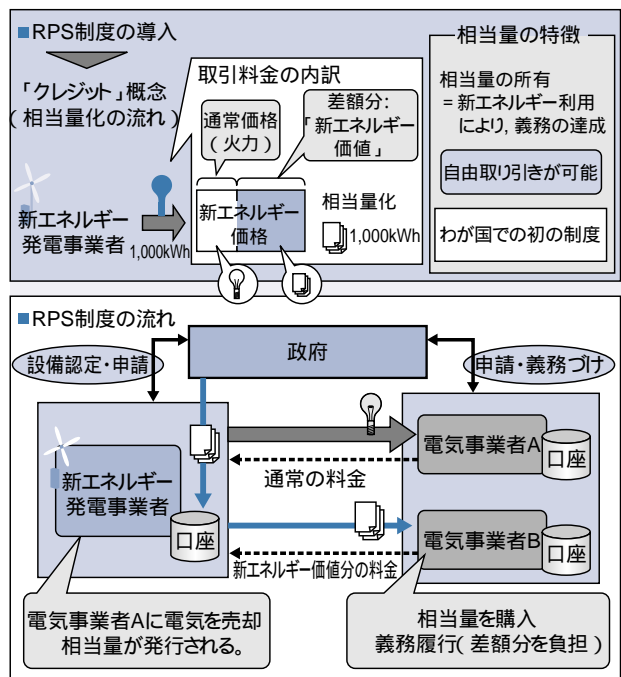 ■RPS制度の導入
「クレジット」概念
(相当量化の流れ)
新エネルギー
発電事業者
1,000kWh
取引料金の内訳
通常価格
(火力)
差額分:
「新エネルギー
価値」
新エネルギー
価格
相当量化
1,000kWh
相当量の特徴
相当量の所有
=新エネルギー利用
により,義務の達成
自由取り引きが可能
わが国での初の制度
■RPS制度の流れ
政府
設備認定・申請
申請・義務づけ
新エネルギー
発電事業者
口座
通常の料金
新エネルギー価値分の料金
電気事業者A
口座
電気事業者B
口座
電気事業者Aに電気を売却
相当量が発行される。
相当量を購入
義務履行(差額分を負担)